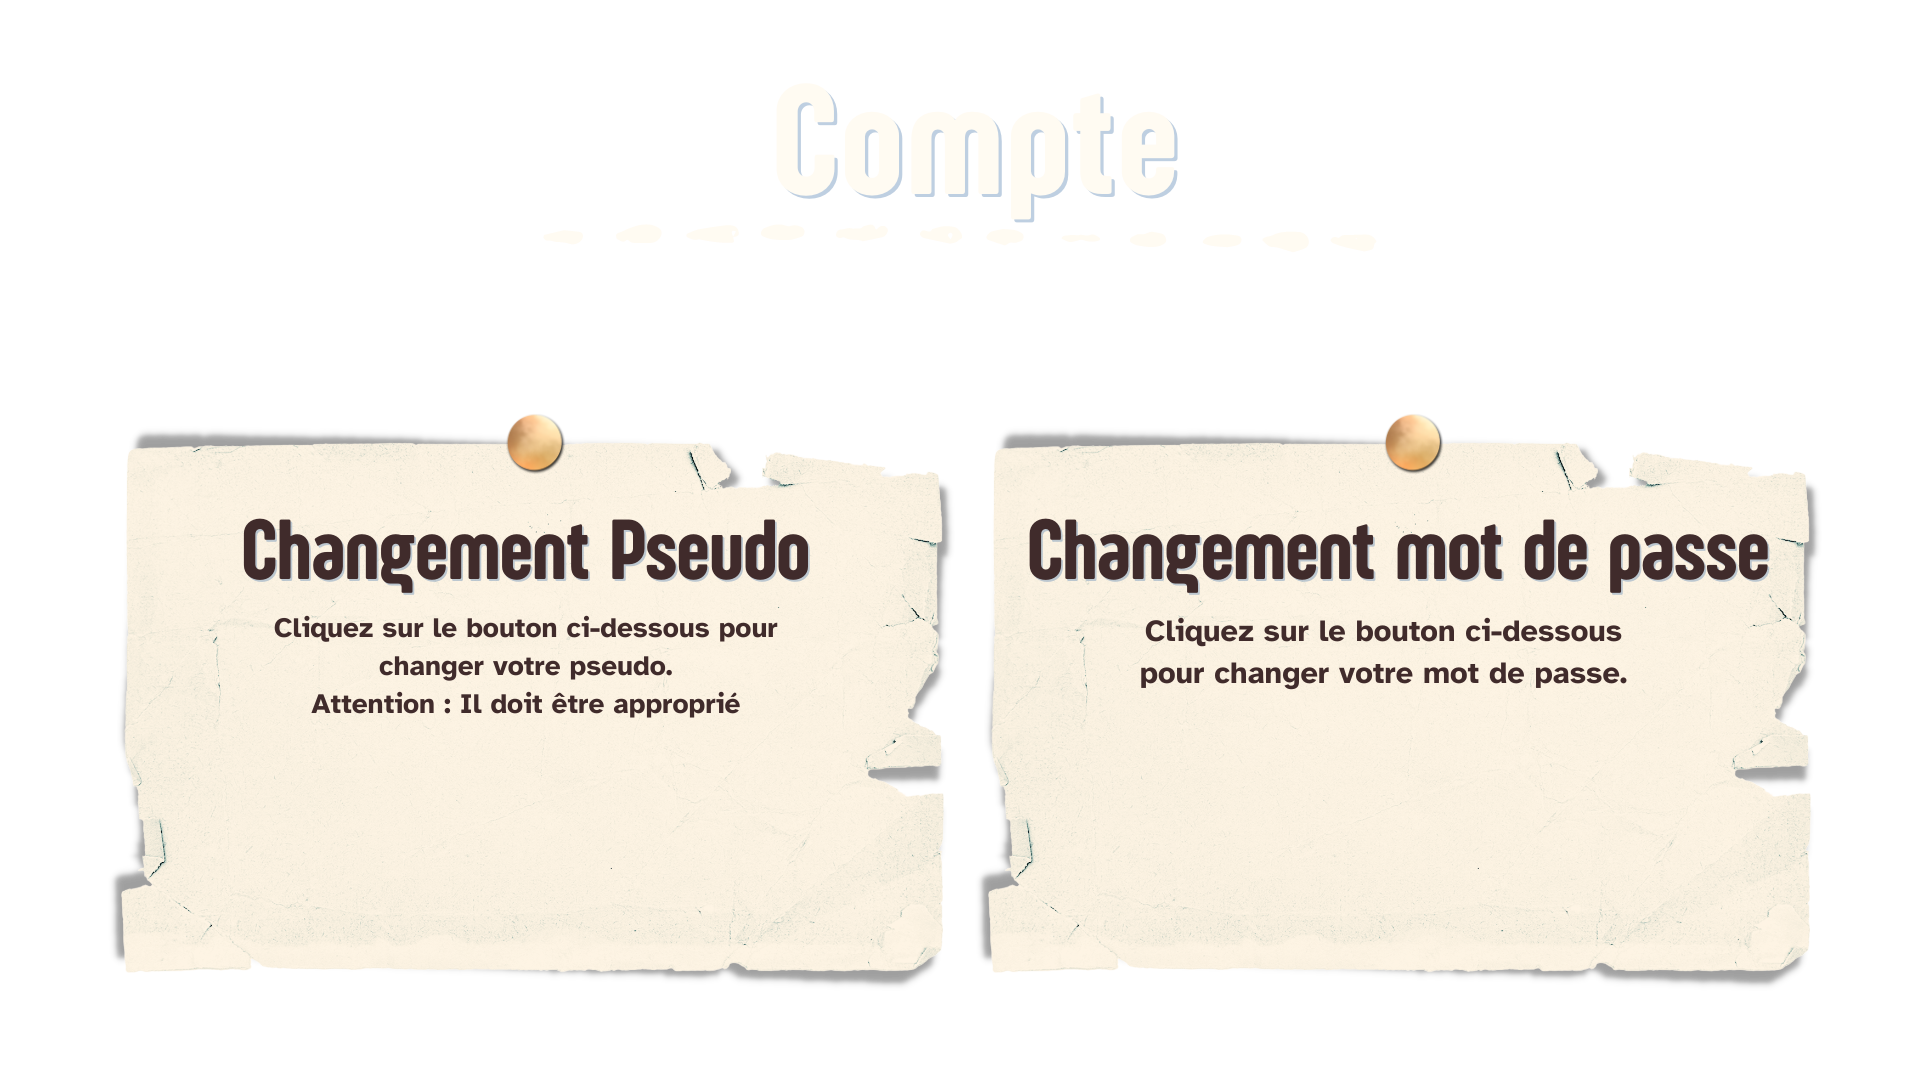 Compte
Changement Pseudo
Cliquez sur le bouton ci-dessous pour
changer votre pseudo.
Attention : Il doit être approprié
Changement mot de passe
Cliquez sur le bouton ci-dessous
pour changer votre mot de passe.